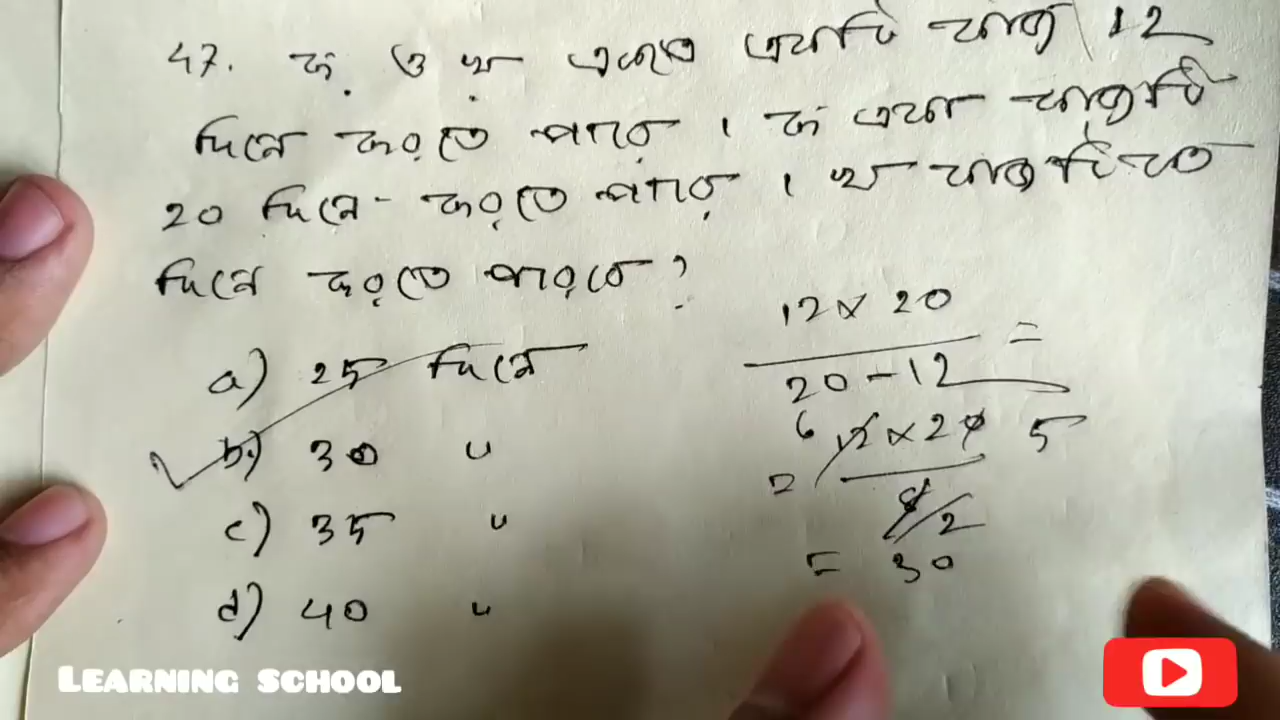 47. ক ও খ একত্রে একটি কাজ 12
দিনে করতে পারে। ক একা কাজটি
20 দিনে করতে পারে। খ কাজটি কত
দিনে করতে পারবে?
a) 25 দিনে
b) 30 "
c) 35 "
d) 40 "
12 × 20
20 - 12
=
6 12 × 20 5
=
8/2
= 30
LEARNING SCHOOL